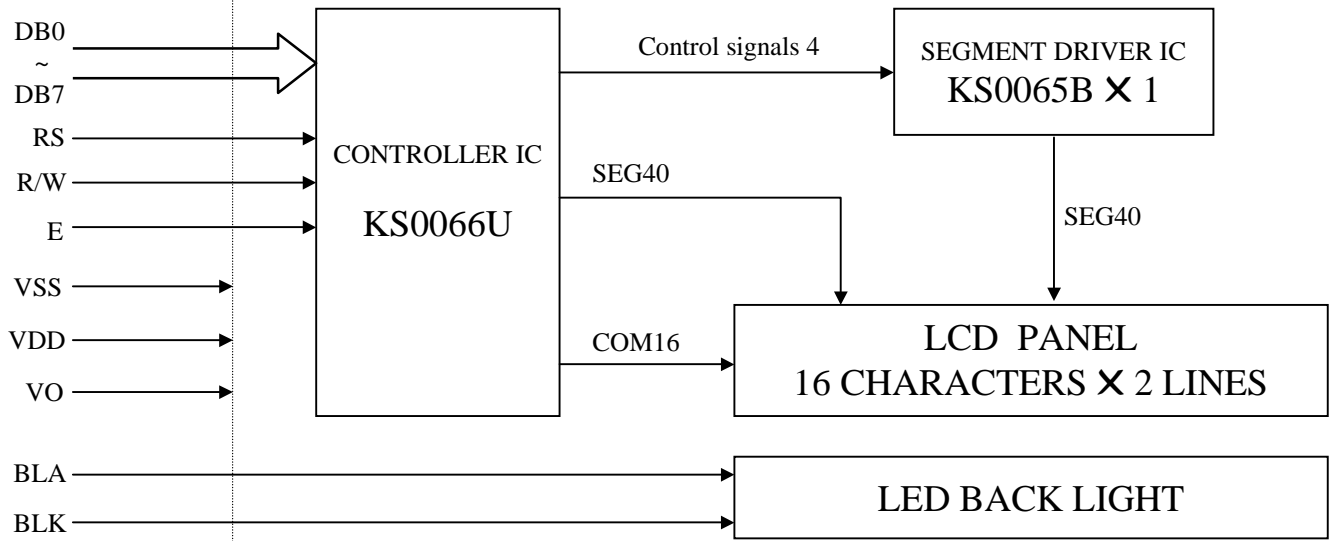 DB0
~
DB7
RS
R/W
E
VSS
VDD
VO
BLA
BLK
CONTROLLER IC
KS0066U
Control signals 4
SEG40
COM16
SEGMENT DRIVER IC
KS0065B × 1
SEG40
LCD PANEL
16 CHARACTERS × 2 LINES
LED BACK LIGHT